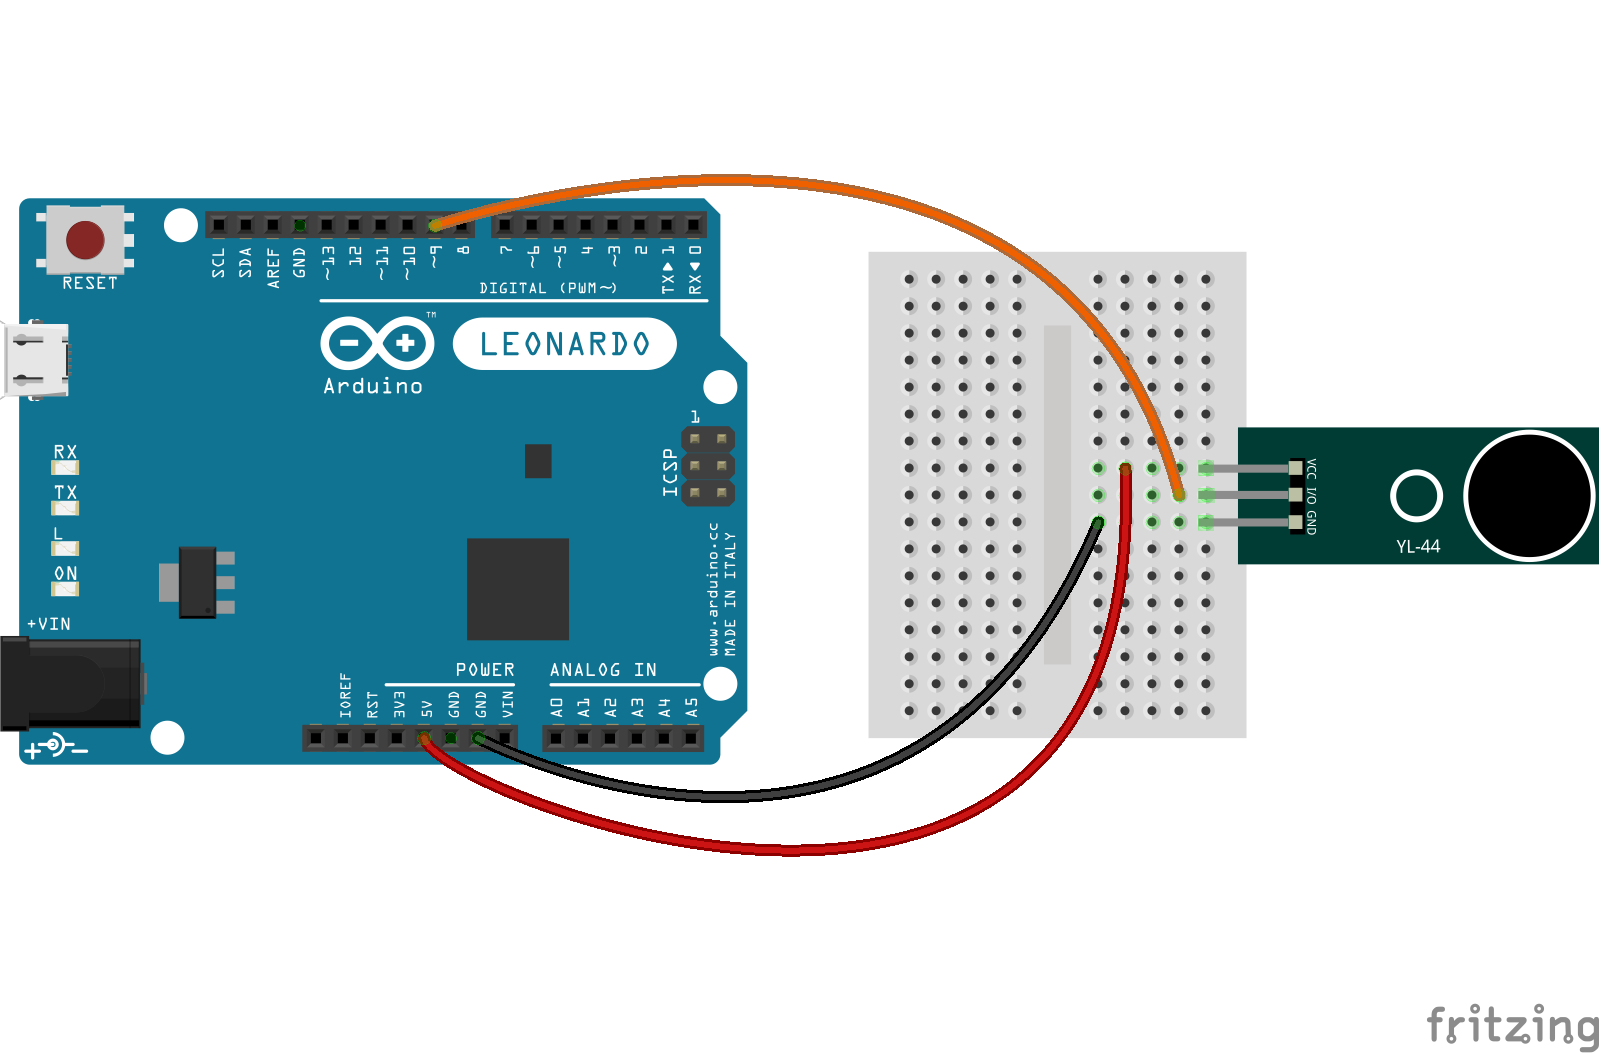 RESET
SCL
SDA
AREF
GND
~13
12
~11
~10
~9
8
7
~6
~5
4
~3
2
TX▶ 1
RX◀ 0
DIGITAL (PWM~)
TM
LEONARDO
Arduino
1
ICSP
RX
TX
L
ON
+VIN
www.arduino.cc
MADE IN ITALY
POWER
ANALOG IN
IOREF
RST
3V3
5V
GND
GND
VIN
A0
A1
A2
A3
A4
A5
+ -
VCC
I/O
GND
YL-44
fritzing